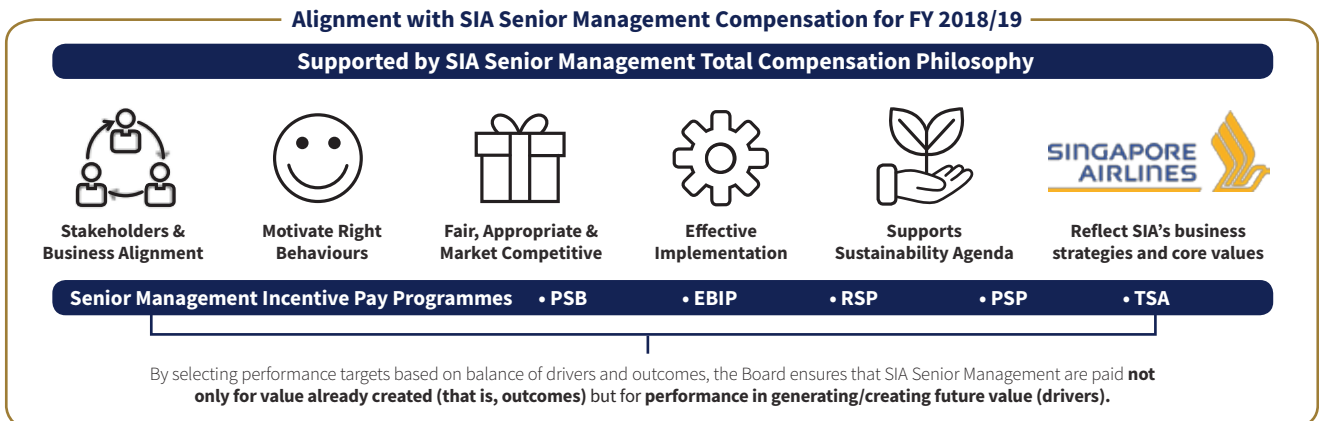 Alignment with SIA Senior Management Compensation for FY 2018/19
Supported by SIA Senior Management Total Compensation Philosophy
SINGAPORE
AIRLINES
Stakeholders &
Business Alignment
Motivate Right
Behaviours
Fair, Appropriate &
Market Competitive
Effective
Implementation
Supports
Sustainability Agenda
Reflect SIA's business
strategies and core values
Senior Management Incentive Pay Programmes • PSB • EBIP • RSP • PSP • TSA
By selecting performance targets based on balance of drivers and outcomes, the Board ensures that SIA Senior Management are paid not
only for value already created (that is, outcomes) but for performance in generating/creating future value (drivers).